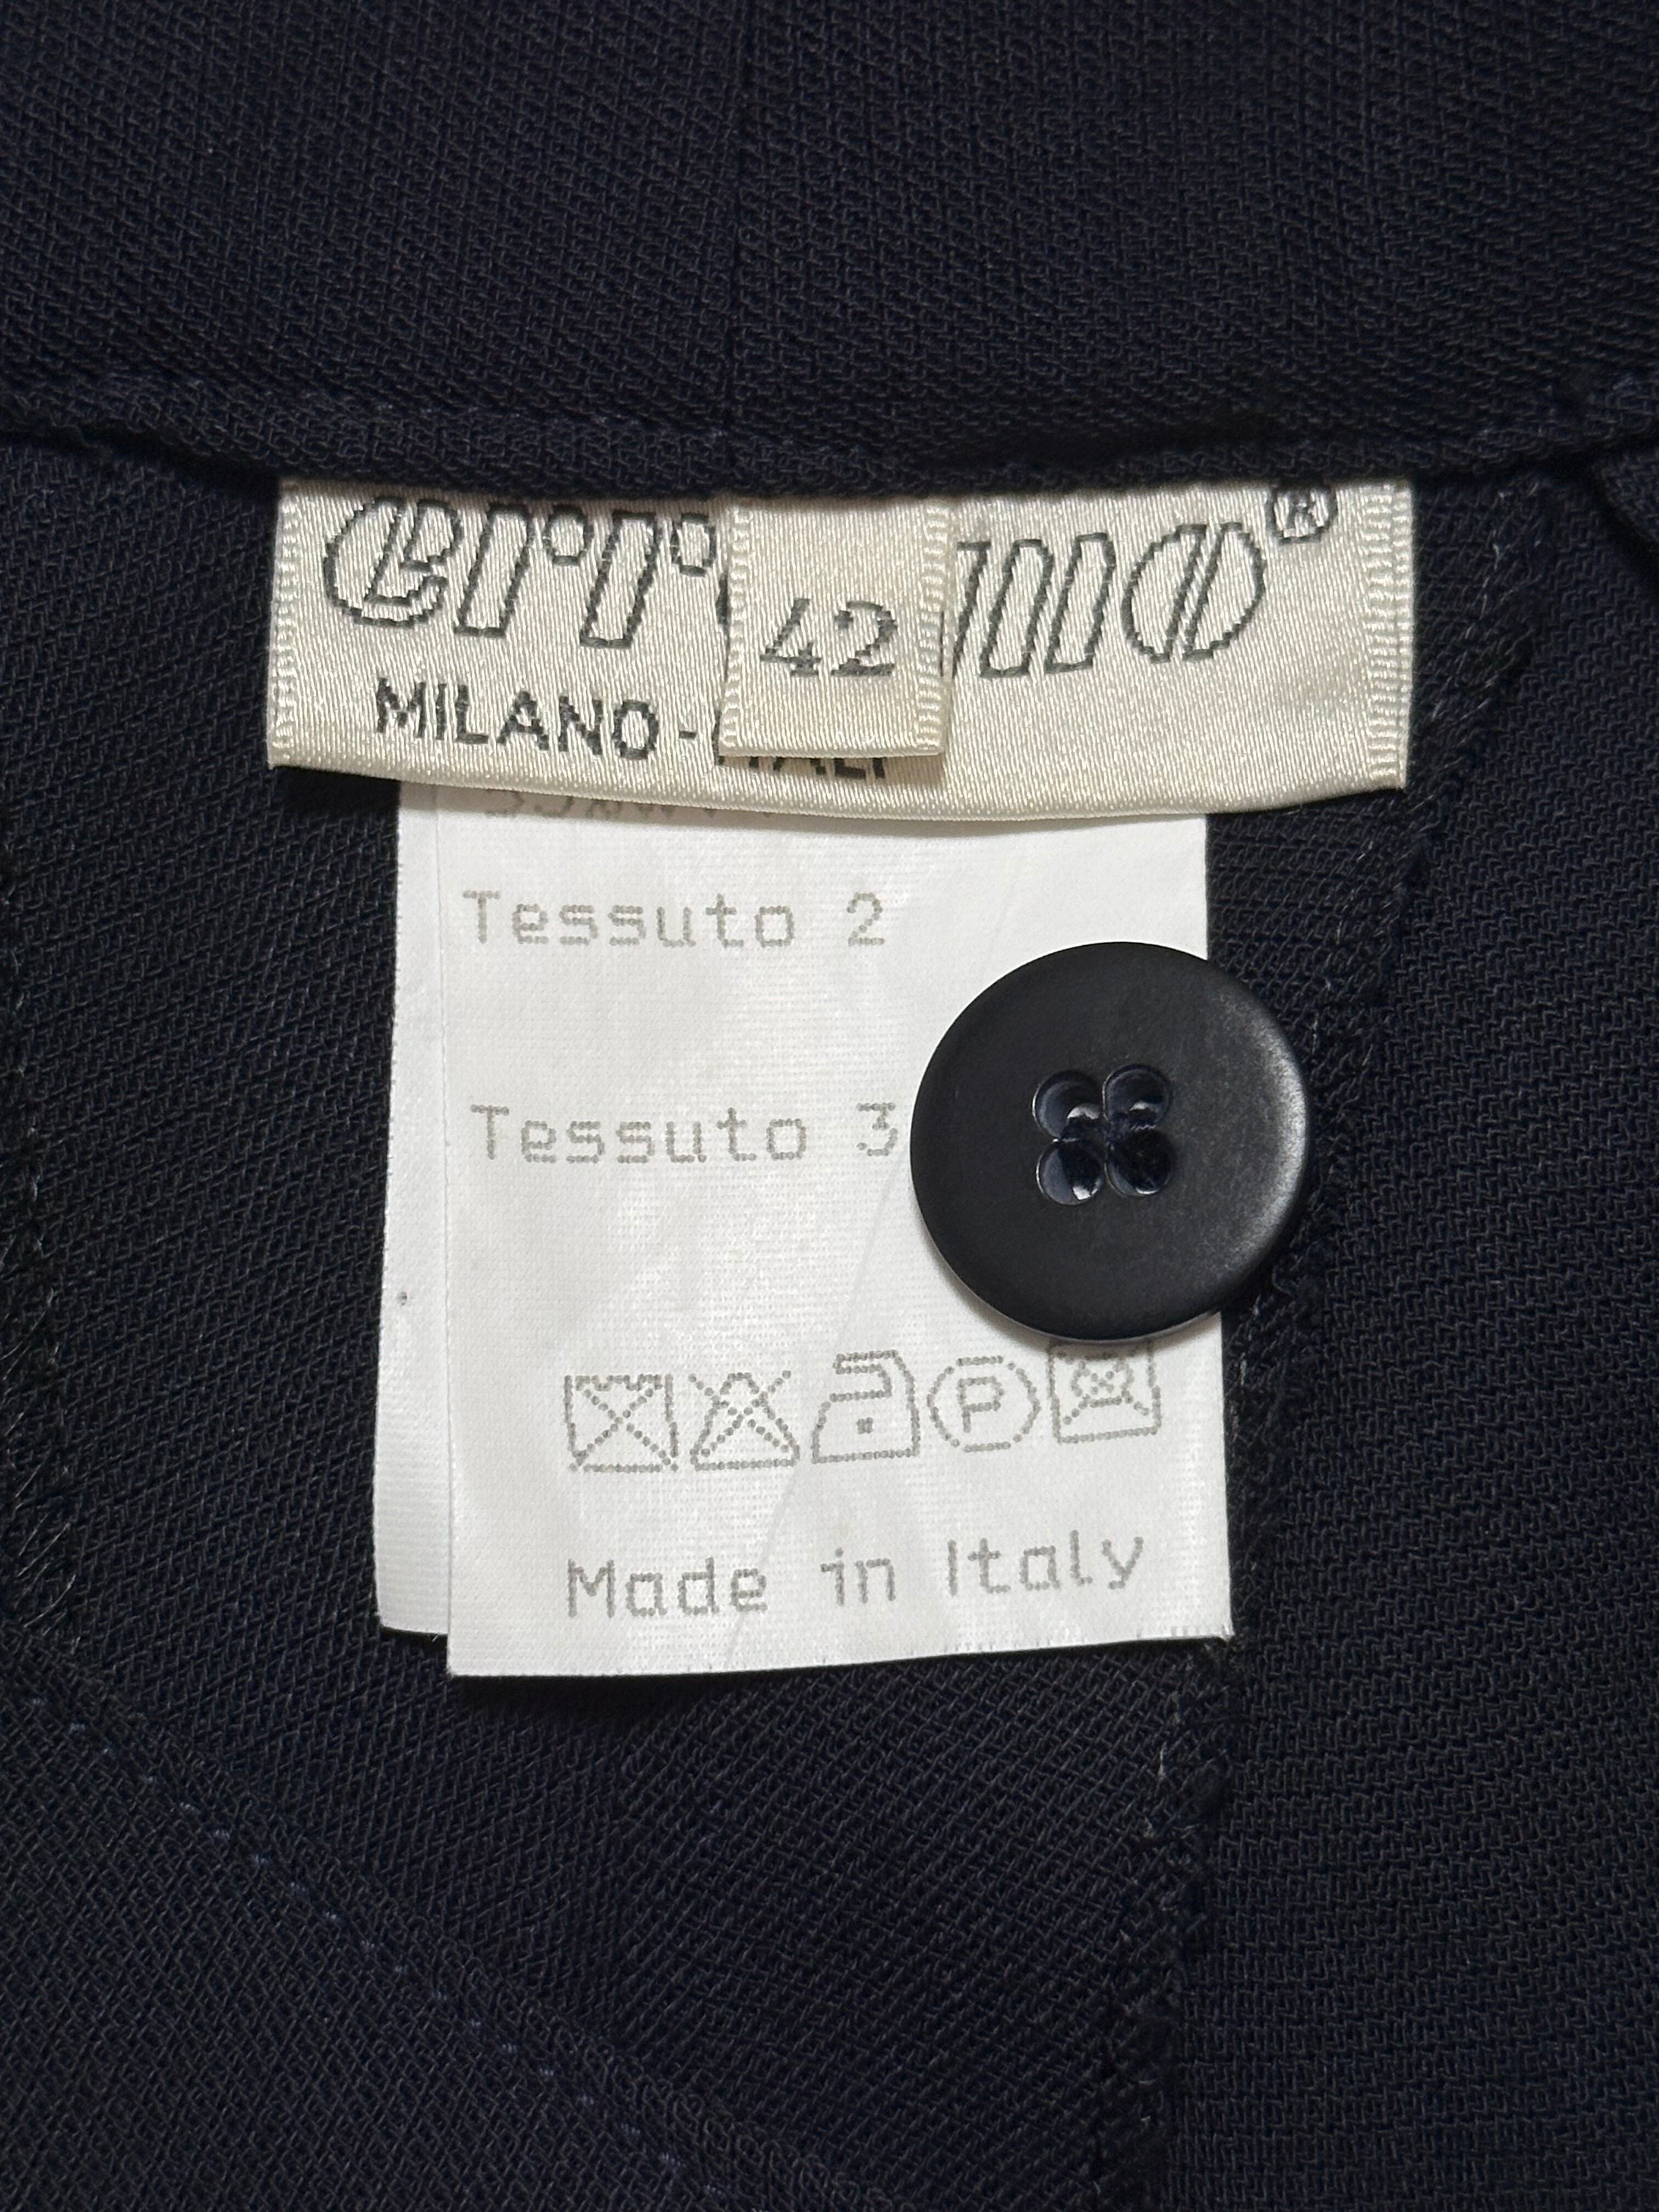 42
MILANO -
Tessuto 2
Tessuto 3
P
Made in Italy